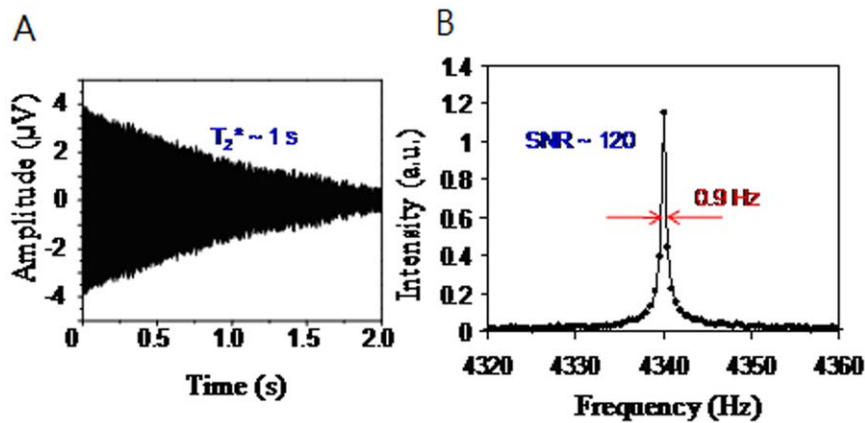 A
Amplitude (μV)
4
2
0
-2
-4
T₂* ~ 1 s
0 0.5 1.0 1.5 2.0
Time (s)
B
Intensity (a.u.)
1.4
1.2
1.0
0.8
0.6
0.4
0.2
0
SNR ~ 120
0.9 Hz
4320 4330 4340 4350 4360
Frequency (Hz)